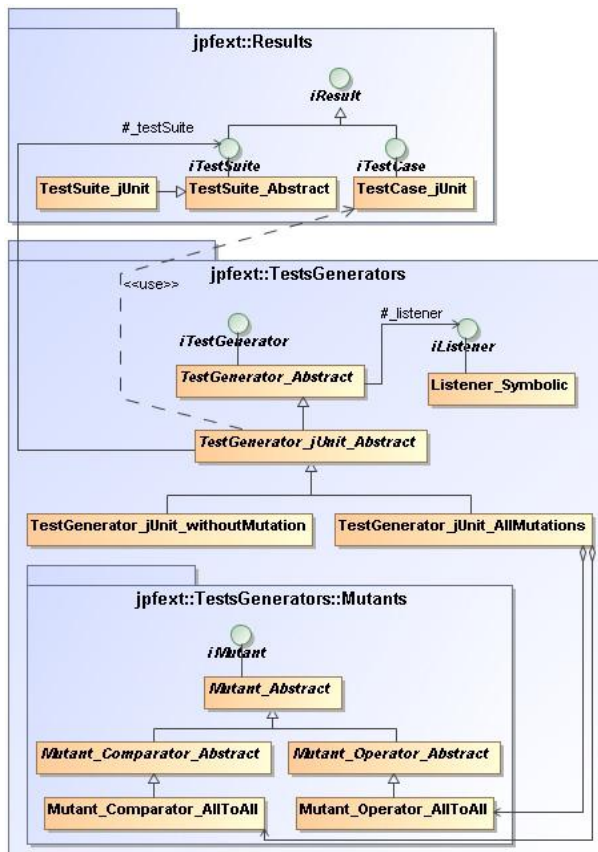 jpfext::Results
iResult
#_testSuite
iTestSuite
iTestCase
TestSuite_jUnit
TestSuite_Abstract
TestCase_jUnit
jpfext::TestsGenerators
<<use>>
#_listener
iTestGenerator
iListener
TestGenerator_Abstract
Listener_Symbolic
TestGenerator_jUnit_Abstract
TestGenerator_jUnit_withoutMutation
TestGenerator_jUnit_AllMutations
jpfext::TestsGenerators::Mutants
iMutant
Mutant_Abstract
Mutant_Comparator_Abstract
Mutant_Operator_Abstract
Mutant_Comparator_AllToAll
Mutant_Operator_AllToAll